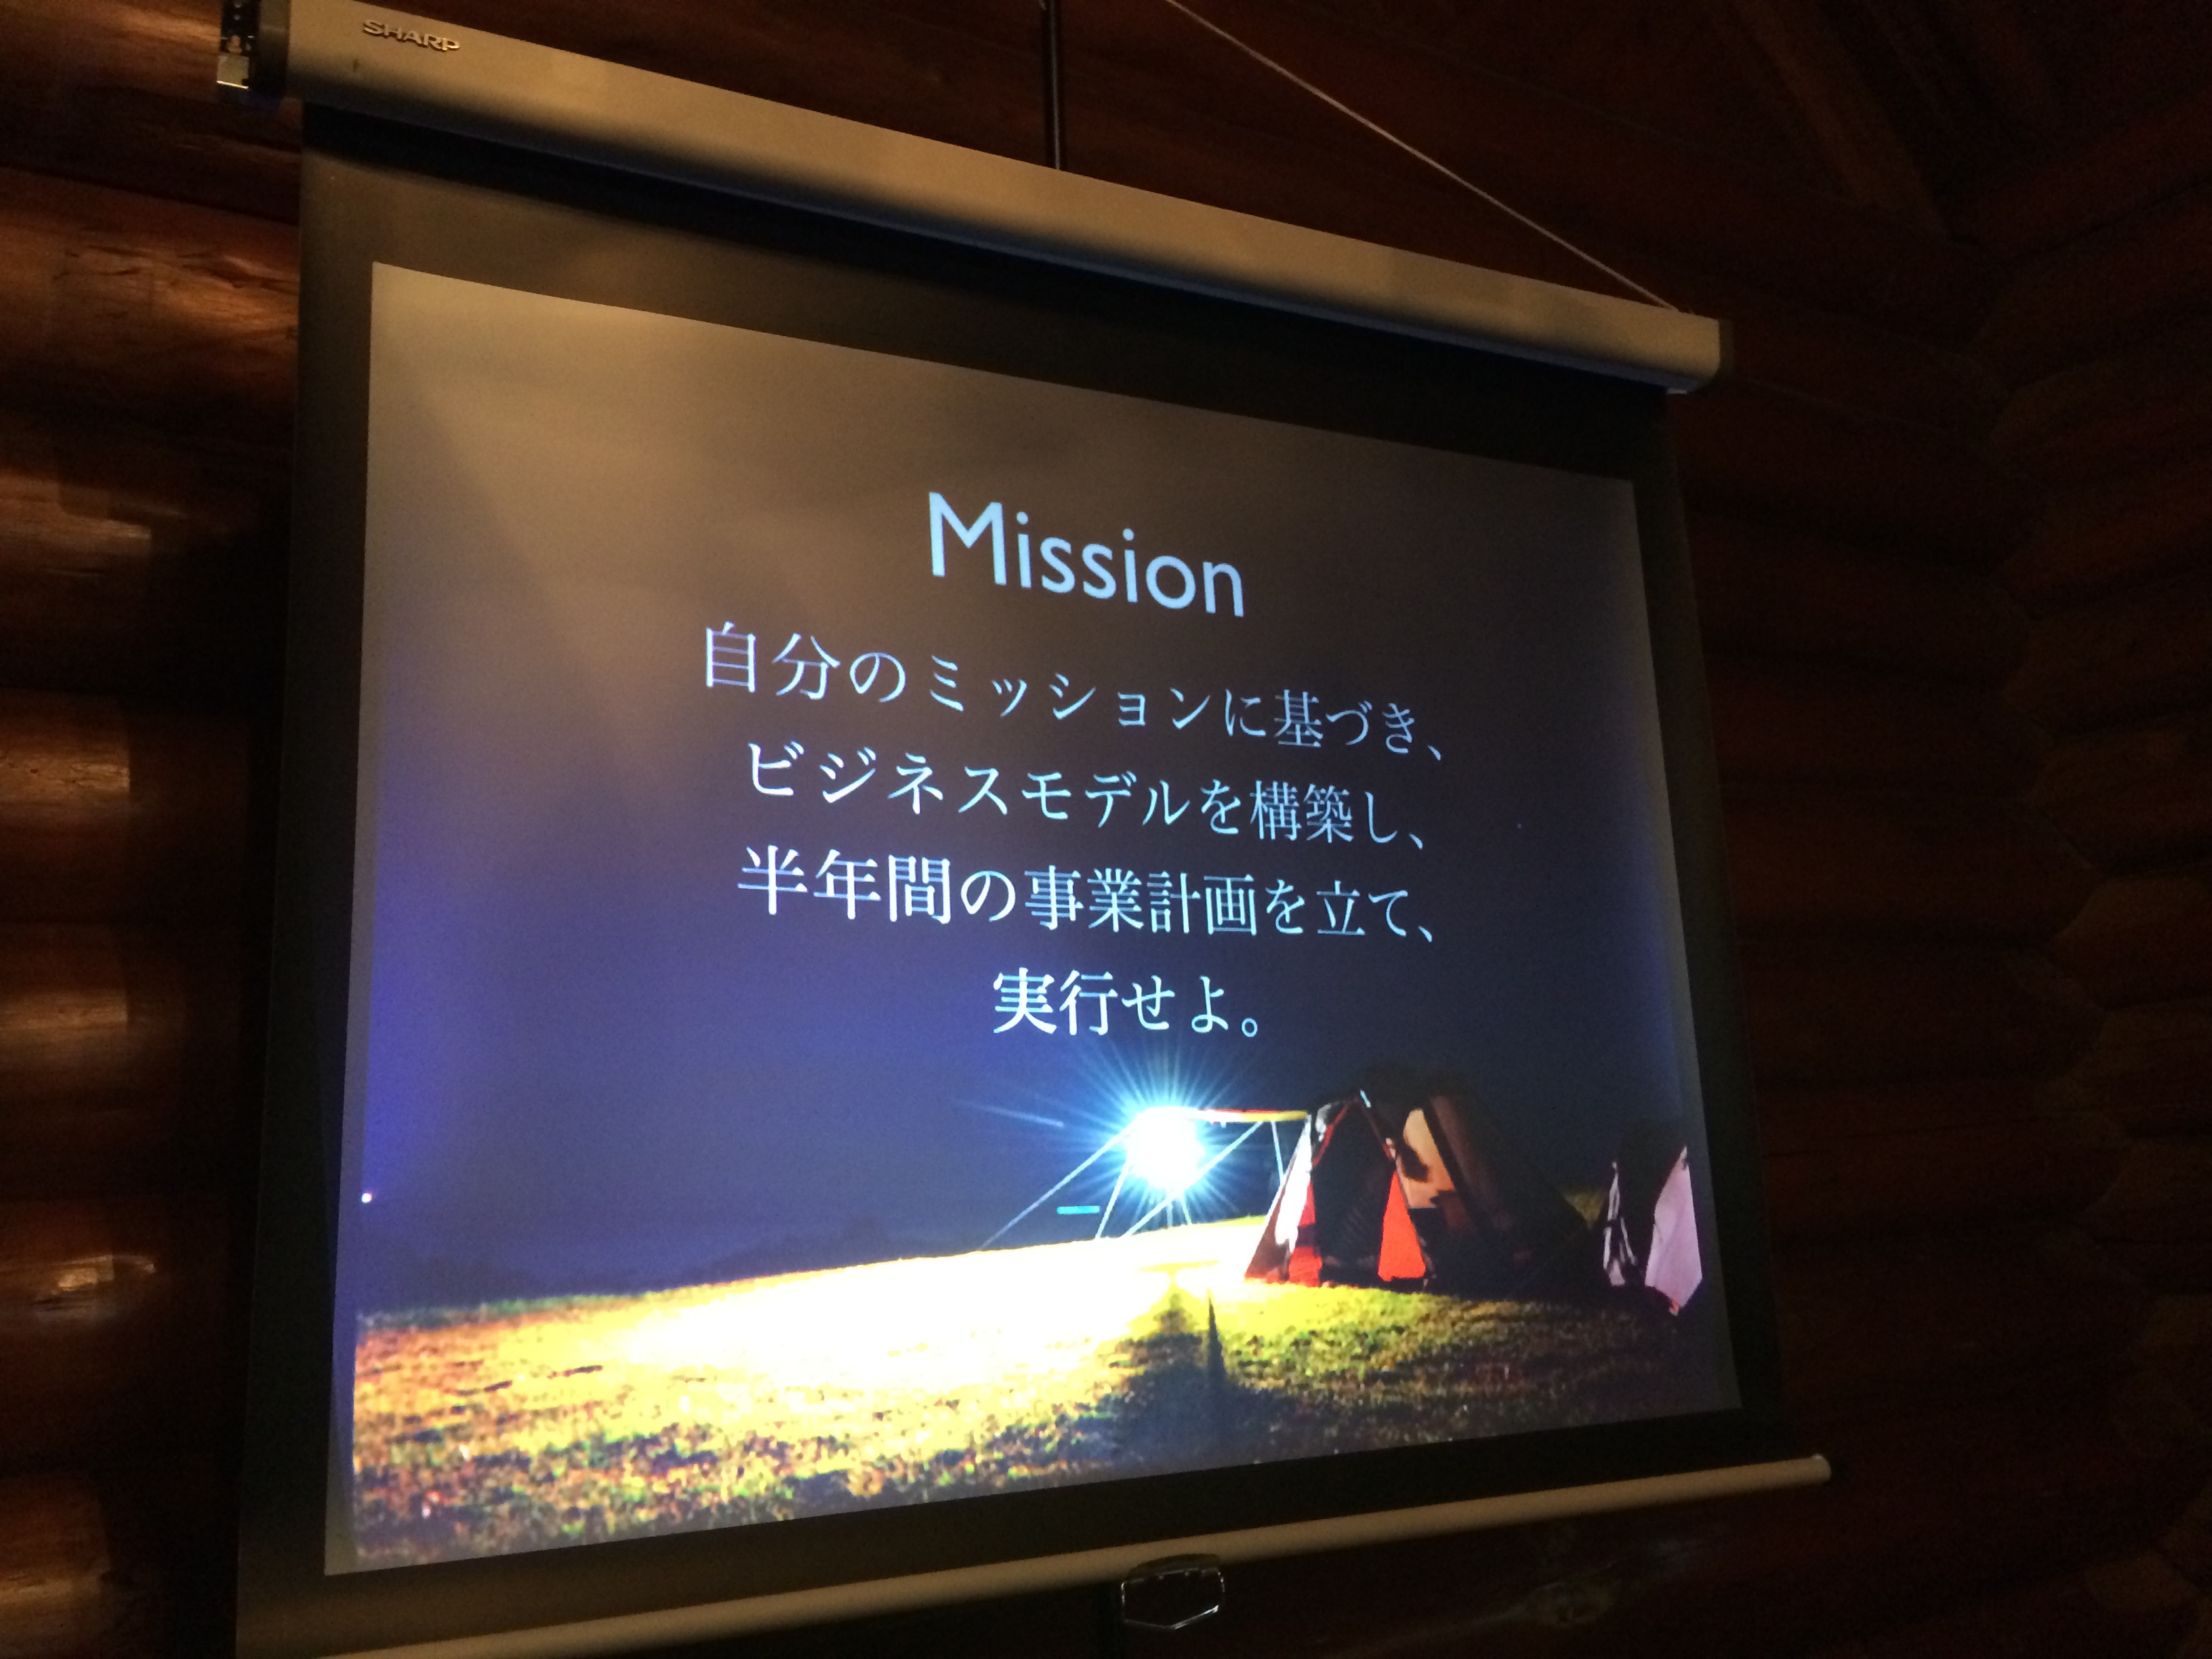 SHARP
Mission
自分のミッションに基づき、
ビジネスモデルを構築し、
半年間の事業計画を立て、
実行せよ。